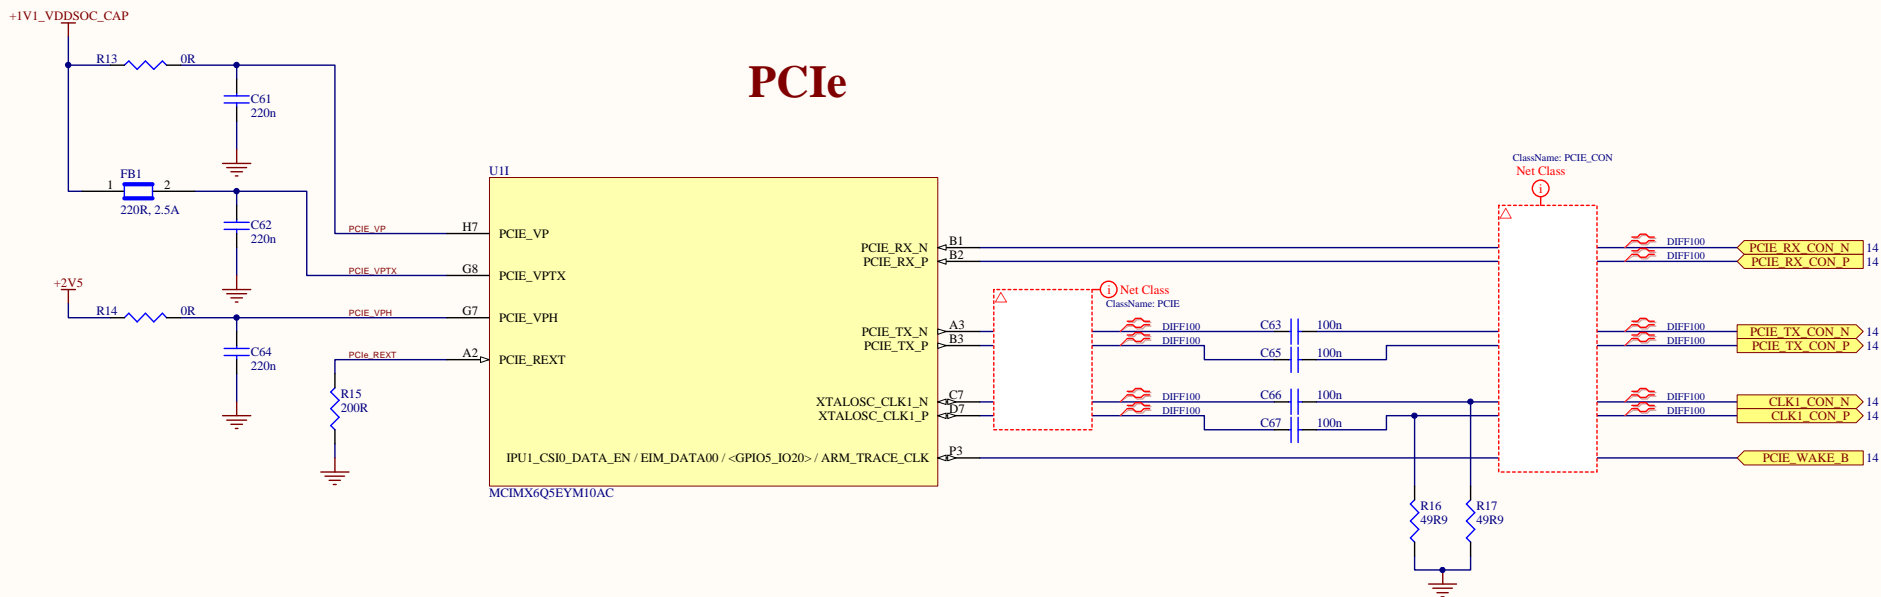 +1V1_VDDSOC_CAP
R13
0R
C61
220n
PCIe
FB1
1
2
220R, 2.5A
C62
220n
+2V5
R14
0R
C64
220n
PCIE_VP
PCIE_VPTX
PCIE_VPH
PCIe_REXT
R15
200R
H7
G8
G7
A2
U1I
PCIE_VP
PCIE_VPTX
PCIE_VPH
PCIE_REXT
PCIE_RX_N
PCIE_RX_P
PCIE_TX_N
PCIE_TX_P
XTALOSC_CLK1_N
XTALOSC_CLK1_P
IPU1_CSI0_DATA_EN / EIM_DATA00 / <GPIO5_IO20> / ARM_TRACE_CLK
MCIMX6Q5EYM10AC
B1
B2
A3
B3
C7
D7
P3
i
Net Class
ClassName: PCIE
DIFF100
DIFF100
DIFF100
DIFF100
C63
100n
C65
100n
C66
100n
C67
100n
R16
49R9
R17
49R9
ClassName: PCIE_CON
Net Class
i
DIFF100
DIFF100
DIFF100
DIFF100
DIFF100
DIFF100
PCIE_RX_CON_N
14
PCIE_RX_CON_P
14
PCIE_TX_CON_N
14
PCIE_TX_CON_P
14
CLK1_CON_N
14
CLK1_CON_P
14
PCIE_WAKE_B
14